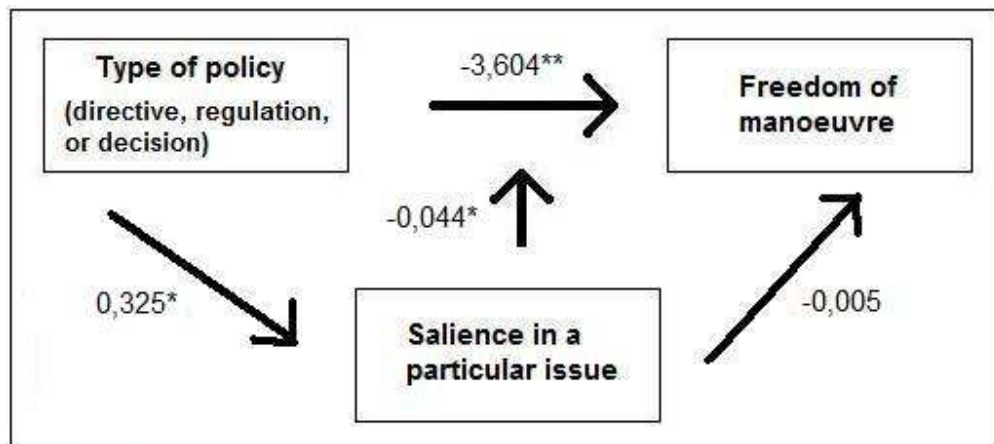 Type of policy
(directive, regulation,
or decision)
-3,604**
Freedom of
manoeuvre
-0,044*
0,325*
-0,005
Salience in a
particular issue